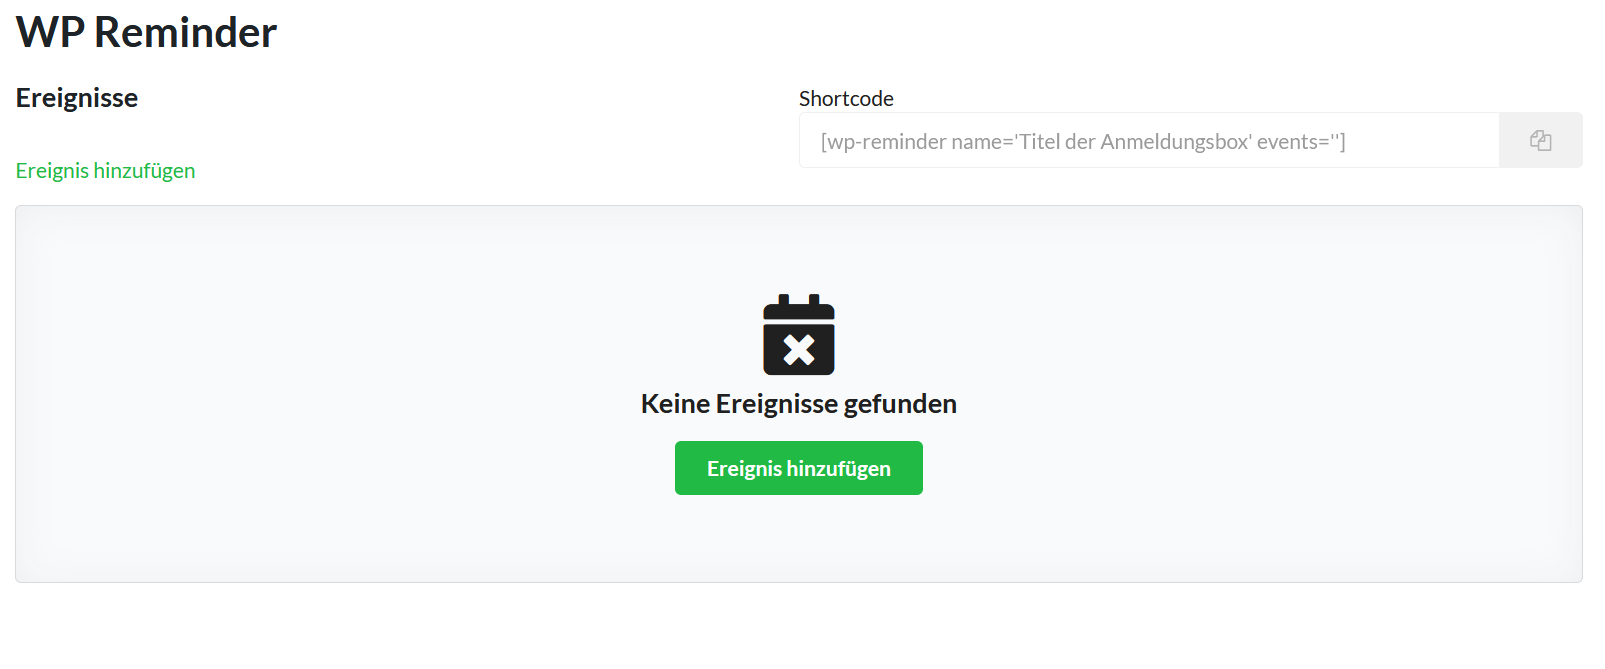 WP Reminder
Ereignisse
Shortcode
[wp-reminder name='Titel der Anmeldungsbox' events='']
Ereignis hinzufügen
Keine Ereignisse gefunden
Ereignis hinzufügen